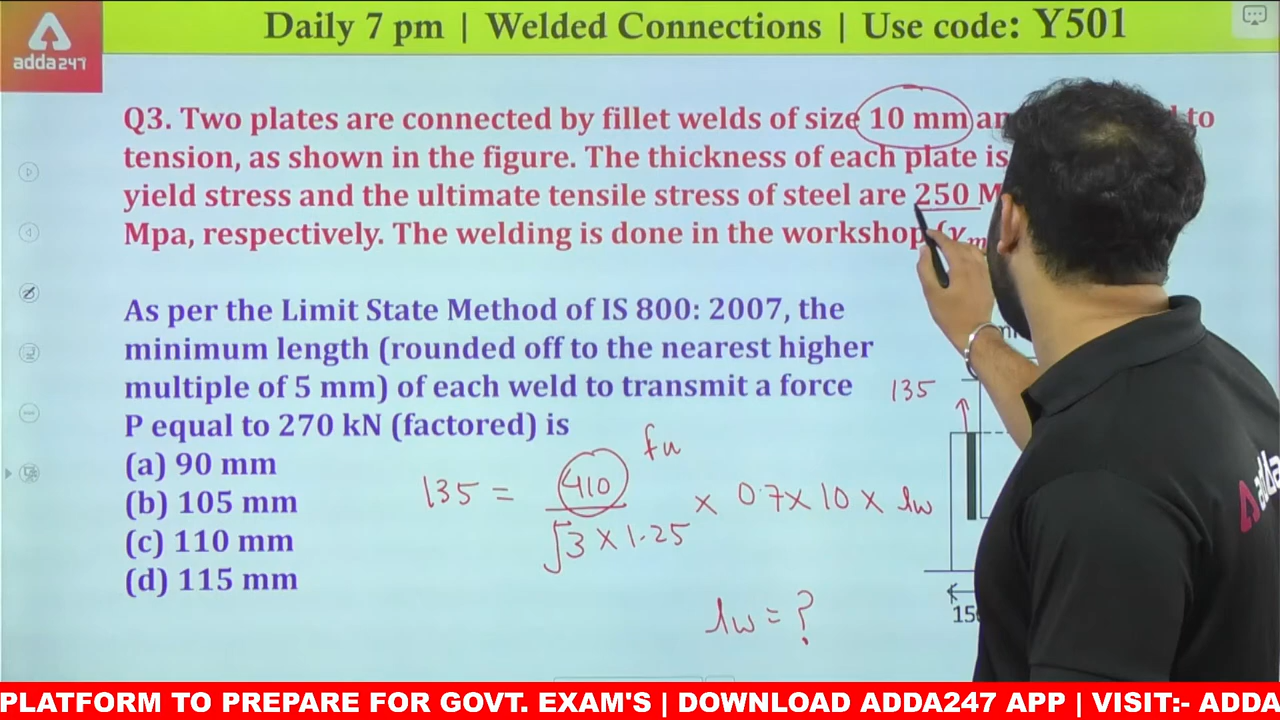 Daily 7 pm | Welded Connections | Use code: Y501
adda247
Q3. Two plates are connected by fillet welds of size 10 mm to
tension, as shown in the figure. The thickness of each plate is
yield stress and the ultimate tensile stress of steel are 250
Mpa, respectively. The welding is done in the workshop (γm
As per the Limit State Method of IS 800: 2007, the
minimum length (rounded off to the nearest higher
multiple of 5 mm) of each weld to transmit a force
P equal to 270 kN (factored) is
(a) 90 mm
(b) 105 mm
(c) 110 mm
(d) 115 mm
135
fu
135 = 410 / √3 × 1.25 × 0.7 × 10 × lw
lw = ?
adda
PLATFORM TO PREPARE FOR GOVT. EXAM'S | DOWNLOAD ADDA247 APP | VISIT:- ADDA